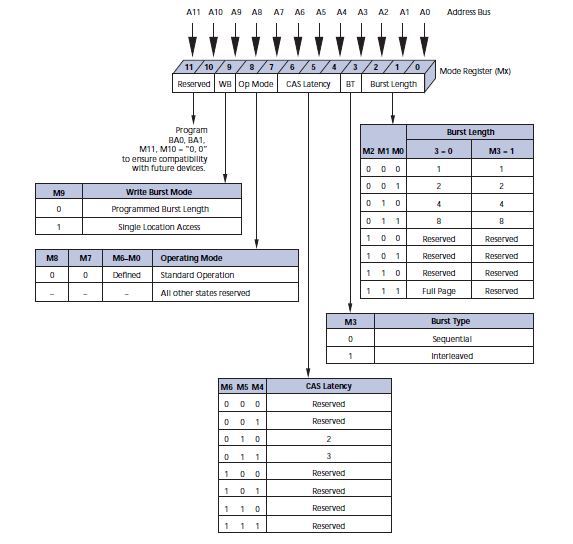 A11 A10 A9 A8 A7 A6 A5 A4 A3 A2 A1 A0 Address Bus
11 10 9 8 7 6 5 4 3 2 1 0
Mode Register (Mx)
Reserved WB Op Mode CAS Latency BT Burst Length
Program
BA0, BA1,
M11, M10 = "0, 0"
to ensure compatibility
with future devices.
Burst Length
M2 M1 M0 3 = 0 M3 = 1
0 0 0 1 1
0 0 1 2 2
0 1 0 4 4
0 1 1 8 8
1 0 0 Reserved Reserved
1 0 1 Reserved Reserved
1 1 0 Reserved Reserved
1 1 1 Full Page Reserved
M9 Write Burst Mode
0 Programmed Burst Length
1 Single Location Access
M8 M7 M6–M0 Operating Mode
0 0 Defined Standard Operation
– – – All other states reserved
M3 Burst Type
0 Sequential
1 Interleaved
M6 M5 M4 CAS Latency
0 0 0 Reserved
0 0 1 Reserved
0 1 0 2
0 1 1 3
1 0 0 Reserved
1 0 1 Reserved
1 1 0 Reserved
1 1 1 Reserved